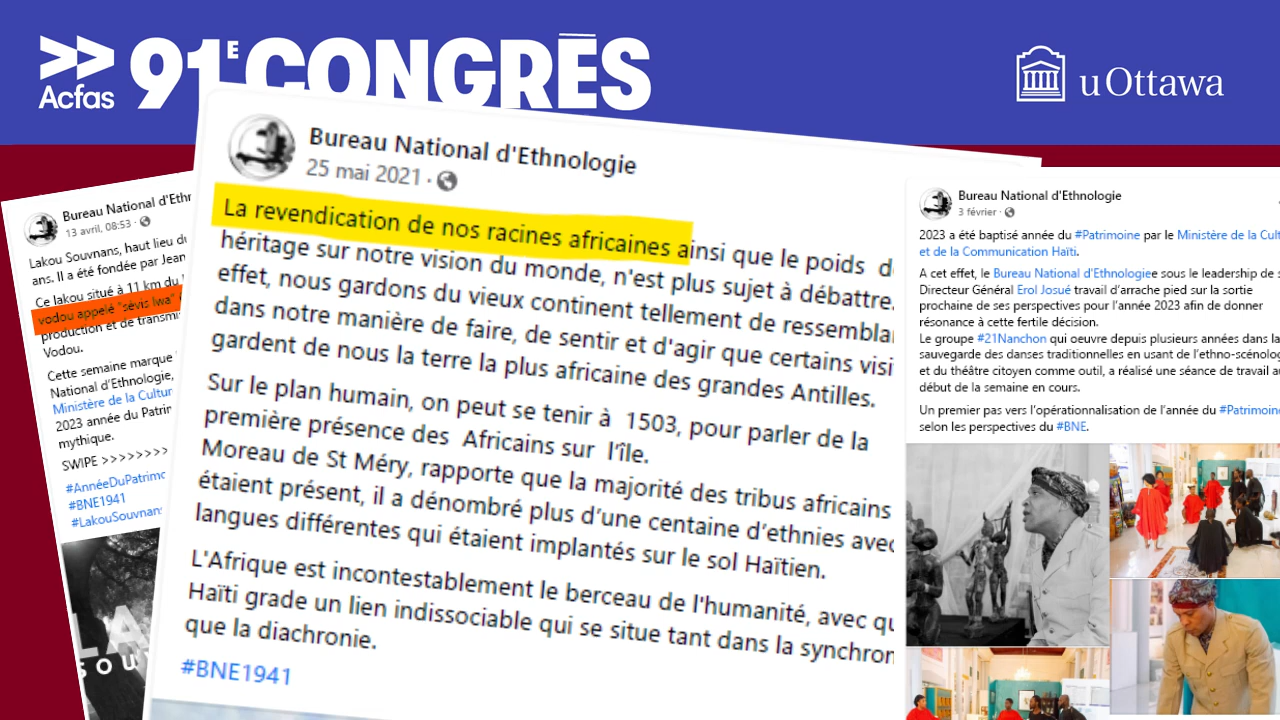 Acfas
91E CONGRÈS
uOttawa
Bureau National d'Ethn
13 avril, 08:53
Lakou Souvnans, haut lieu du
ans. Il a été fondée par Jean
Ce lakou situé à 11 km du
vodou appelé "sèvis lwa"
production et de transmi
Vodou.
Cette semaine marque
National d'Ethnologie,
Ministère de la Cultur
2023 année du Patrim
mythique.
SWIPE >>>>>>>>
#AnnéeDuPatrimo
#BNE1941
#LakouSouvnans
LA
SOU
Bureau National d'Ethnologie
25 mai 2021 ·
La revendication de nos racines africaines ainsi que le poids d
héritage sur notre vision du monde, n'est plus sujet à débattre.
effet, nous gardons du vieux continent tellement de ressembla
dans notre manière de faire, de sentir et d'agir que certains visi
gardent de nous la terre la plus africaine des grandes Antilles.
Sur le plan humain, on peut se tenir à 1503, pour parler de la
première présence des Africains sur l'île.
Moreau de St Méry, rapporte que la majorité des tribus africains
étaient présent, il a dénombré plus d'une centaine d'ethnies avec
langues différentes qui étaient implantés sur le sol Haïtien.
L'Afrique est incontestablement le berceau de l'humanité, avec qu
Haïti grade un lien indissociable qui se situe tant dans la synchron
que la diachronie.
#BNE1941
Bureau National d'Ethnologie
3 février ·
2023 a été baptisé année du #Patrimoine par le Ministère de la Cult
et de la Communication Haïti.
A cet effet, le Bureau National d'Ethnologiee sous le leadership de s
Directeur Général Erol Josué travail d'arrache pied sur la sortie
prochaine de ses perspectives pour l'année 2023 afin de donner
résonance à cette fertile décision.
Le groupe #21Nanchon qui oeuvre depuis plusieurs années dans la
sauvegarde des danses traditionnelles en usant de l'ethno-scénolog
et du théâtre citoyen comme outil, a réalisé une séance de travail au
début de la semaine en cours.
Un premier pas vers l'opérationnalisation de l'année du #Patrimoine
selon les perspectives du #BNE.